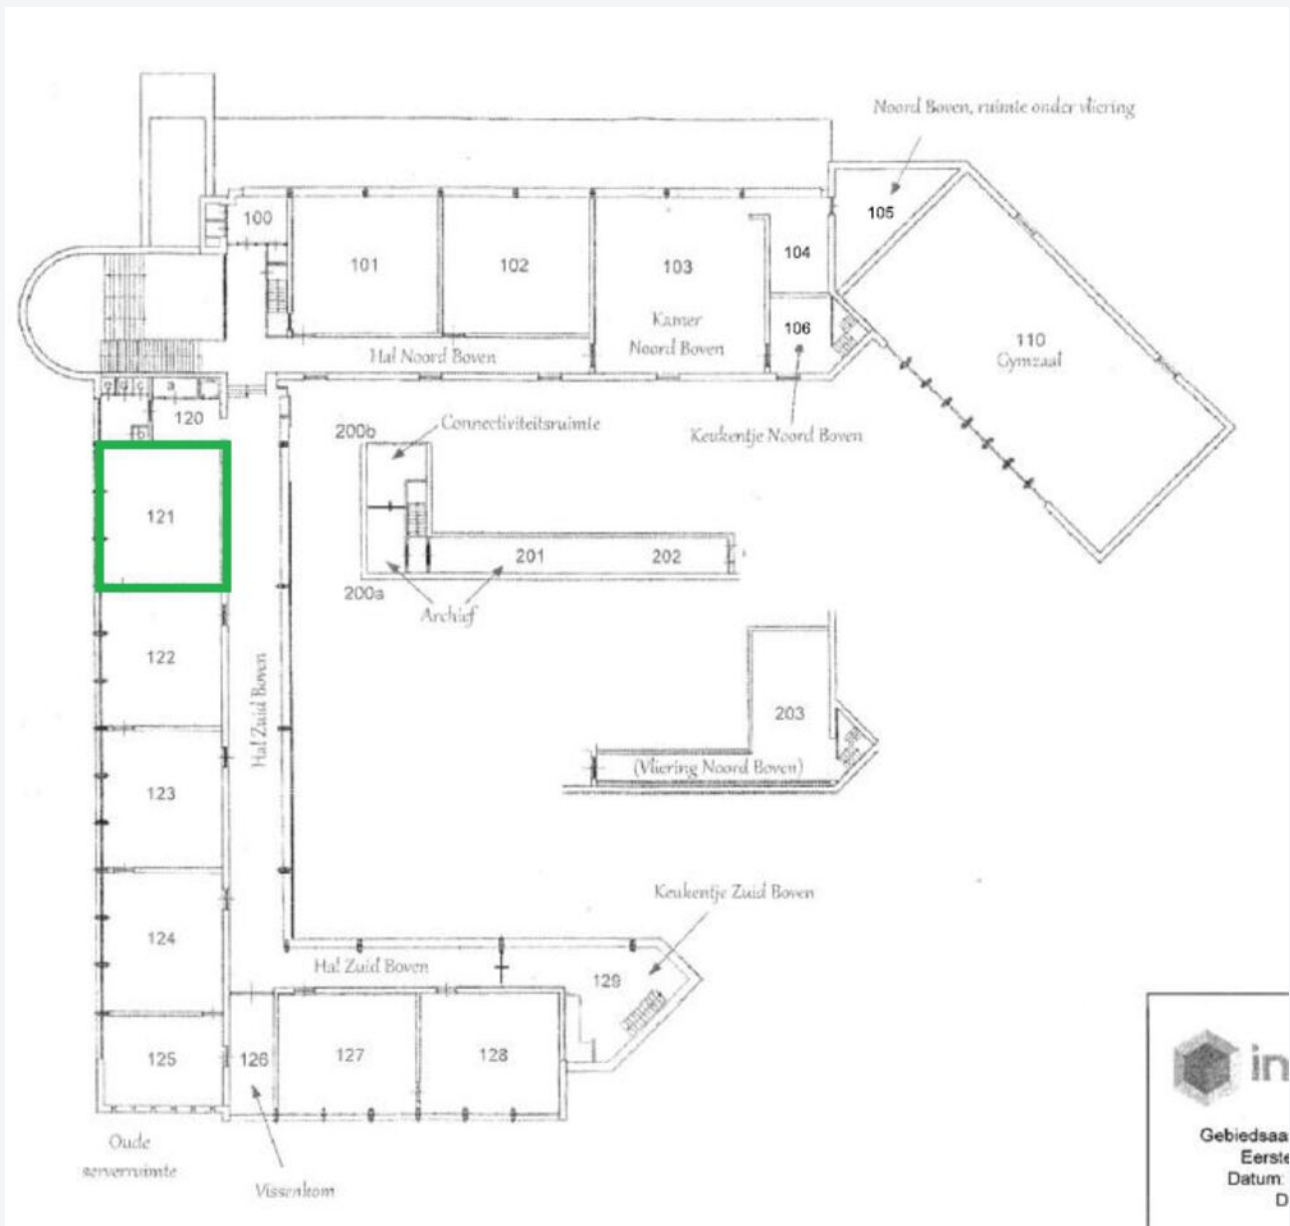 Noord Boven, ruimte onder vliering
100
101
102
103
104
105
106
Kamer
Noord Boven
Hal Noord Boven
110
Gymzaal
Keukentje Noord Boven
120
121
122
123
124
125
Hal Zuid Boven
200b
Connectiviteitsruimte
201
202
200a
Archief
203
(Vliering Noord Boven)
Keukentje Zuid Boven
Hal Zuid Boven
129
126
127
128
Oude
serverruimte
Vissenkom
in
Gebiedsaa
Eerste
Datum:
D